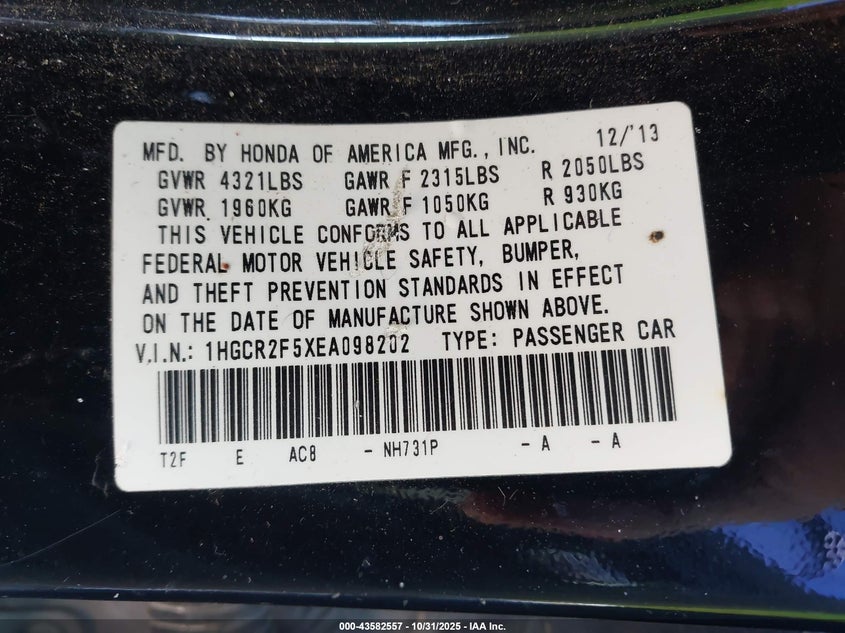 MFD. BY HONDA OF AMERICA MFG., INC. 12/'13
GVWR 4321LBS GAWR F 2315LBS R 2050LBS
GVWR 1960KG GAWR F 1050KG R 930KG
THIS VEHICLE CONFORMS TO ALL APPLICABLE
FEDERAL MOTOR VEHICLE SAFETY, BUMPER,
AND THEFT PREVENTION STANDARDS IN EFFECT
ON THE DATE OF MANUFACTURE SHOWN ABOVE.
V.I.N.: 1HGCR2F5XEA098202 TYPE: PASSENGER CAR
T2F E AC8 - NH731P - A - A
000-43582557 | 10/31/2025 - IAA Inc.